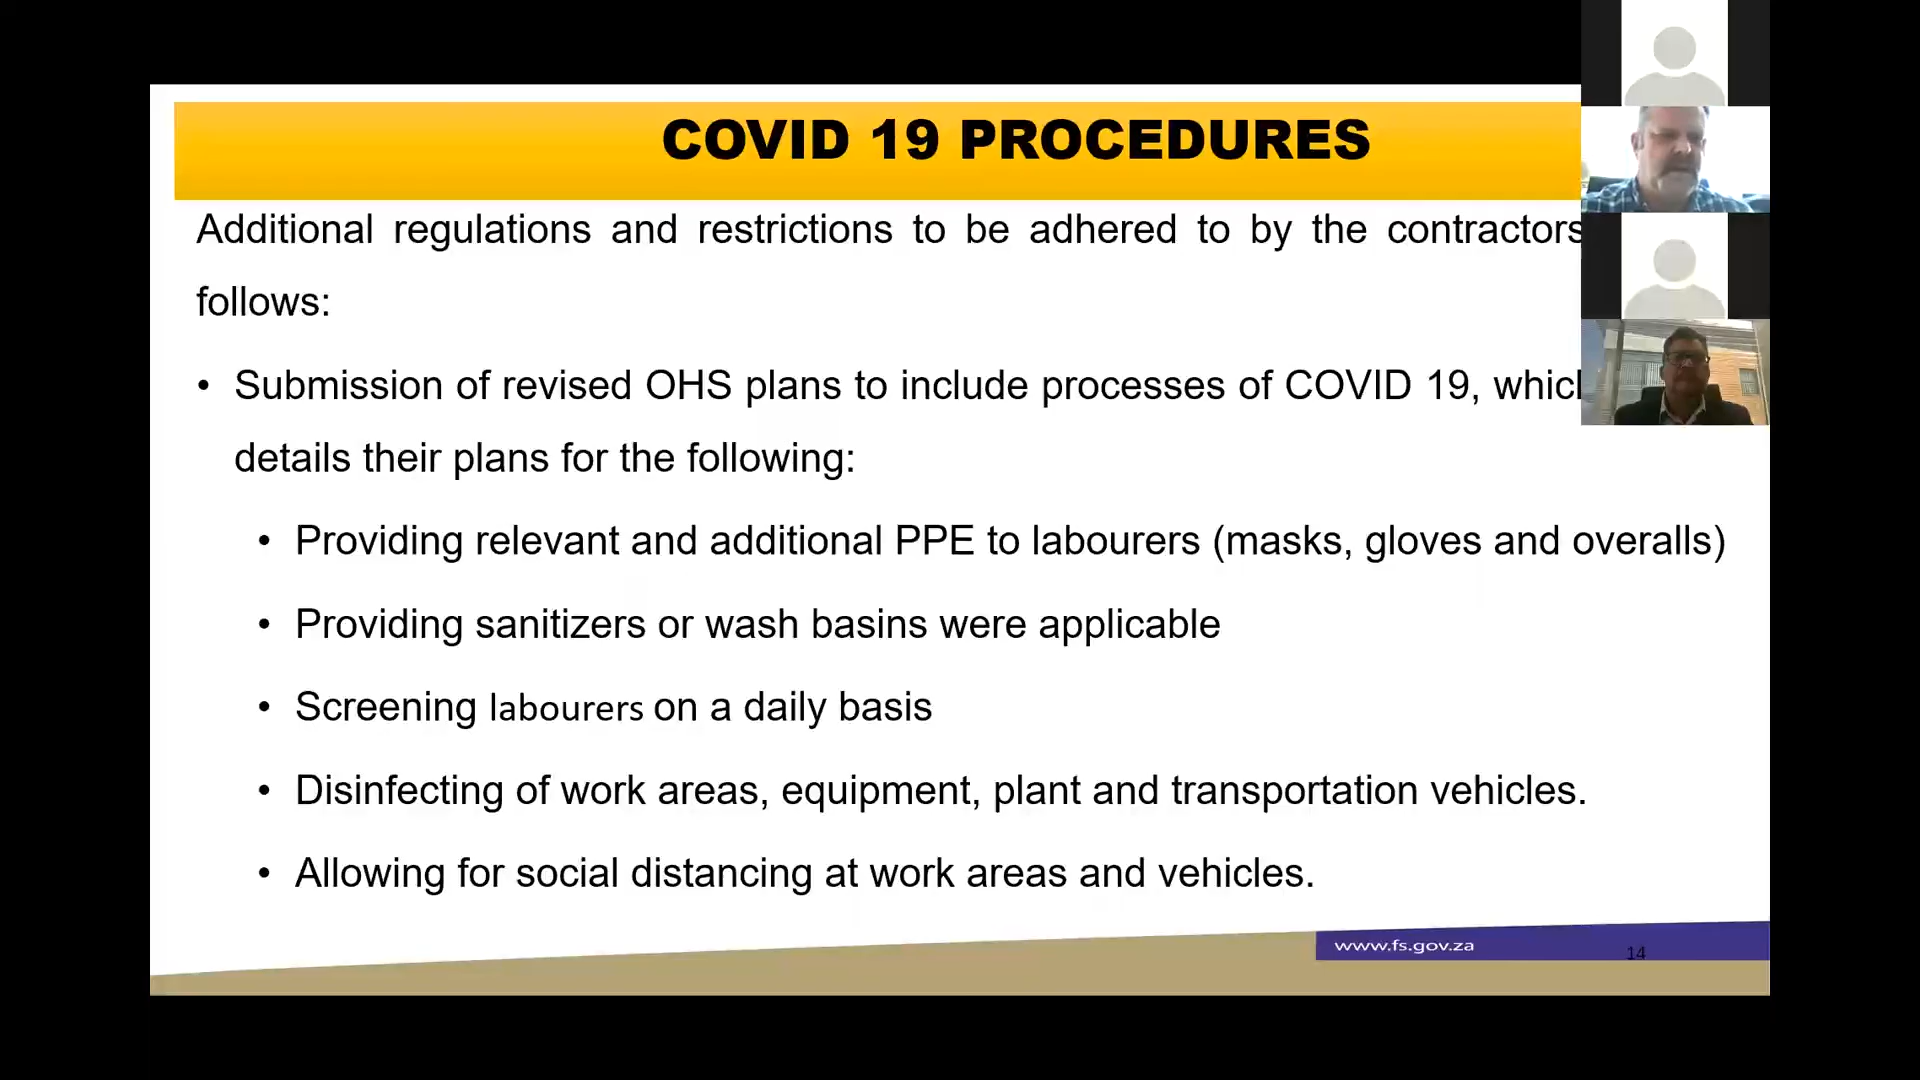 COVID 19 PROCEDURES
Additional regulations and restrictions to be adhered to by the contractors
follows:
• Submission of revised OHS plans to include processes of COVID 19,
details their plans for the following:
• Providing relevant and additional PPE to labourers (masks, gloves and overalls)
• Providing sanitizers or wash basins were applicable
• Screening labourers on a daily basis
• Disinfecting of work areas, equipment, plant and transportation vehicles.
• Allowing for social distancing at work areas and vehicles.
www.fs.gov.za
14